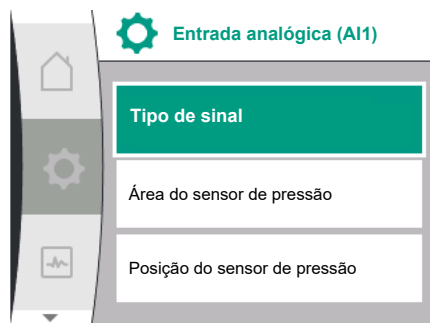 Entrada analógica (AI1)
Tipo de sinal
Área do sensor de pressão
Posição do sensor de pressão